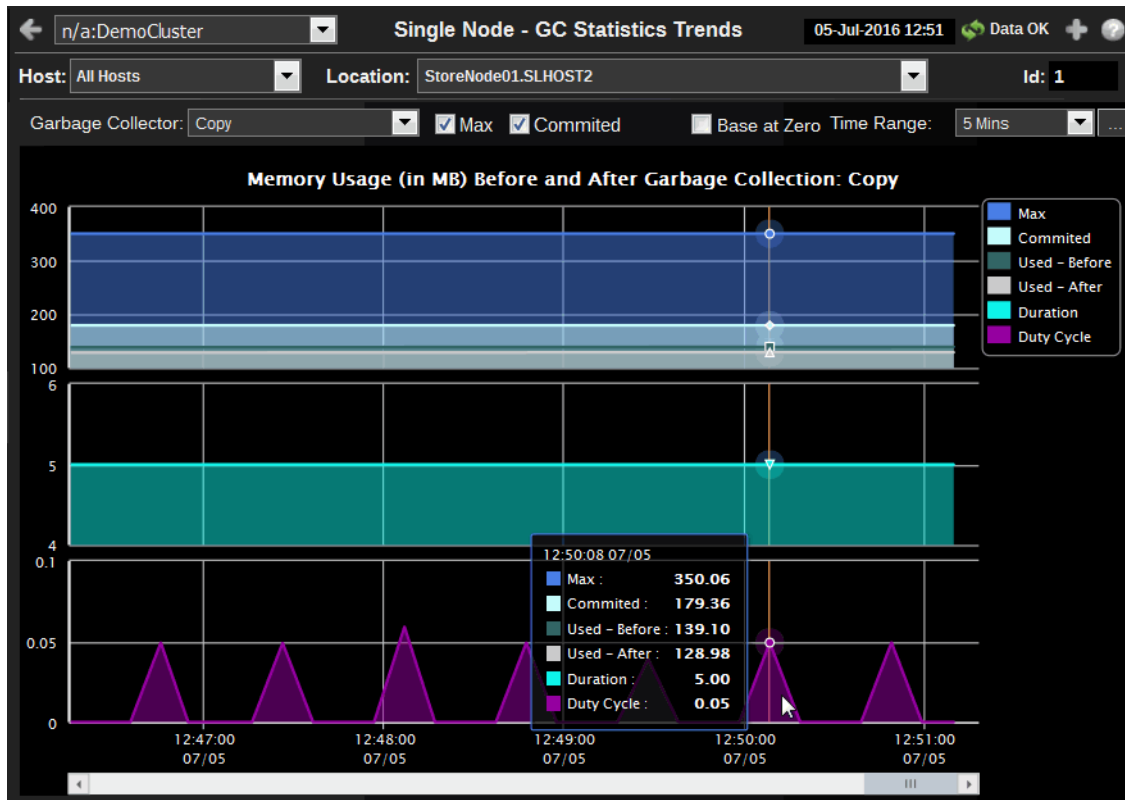 n/a:DemoCluster Single Node - GC Statistics Trends 05-Jul-2016 12:51 Data OK
Host: All Hosts Location: StoreNode01.SLHOST2 Id: 1
Garbage Collector: Copy Max Commited Base at Zero Time Range: 5 Mins ...
Memory Usage (in MB) Before and After Garbage Collection: Copy
400
300
200
100
Max
Commited
Used - Before
Used - After
Duration
Duty Cycle
6
5
4
0.1
0.05
0
12:50:08 07/05
Max : 350.06
Commited : 179.36
Used - Before : 139.10
Used - After : 128.98
Duration : 5.00
Duty Cycle : 0.05
12:47:00 12:48:00 12:49:00 12:50:00 12:51:00
07/05 07/05 07/05 07/05 07/05